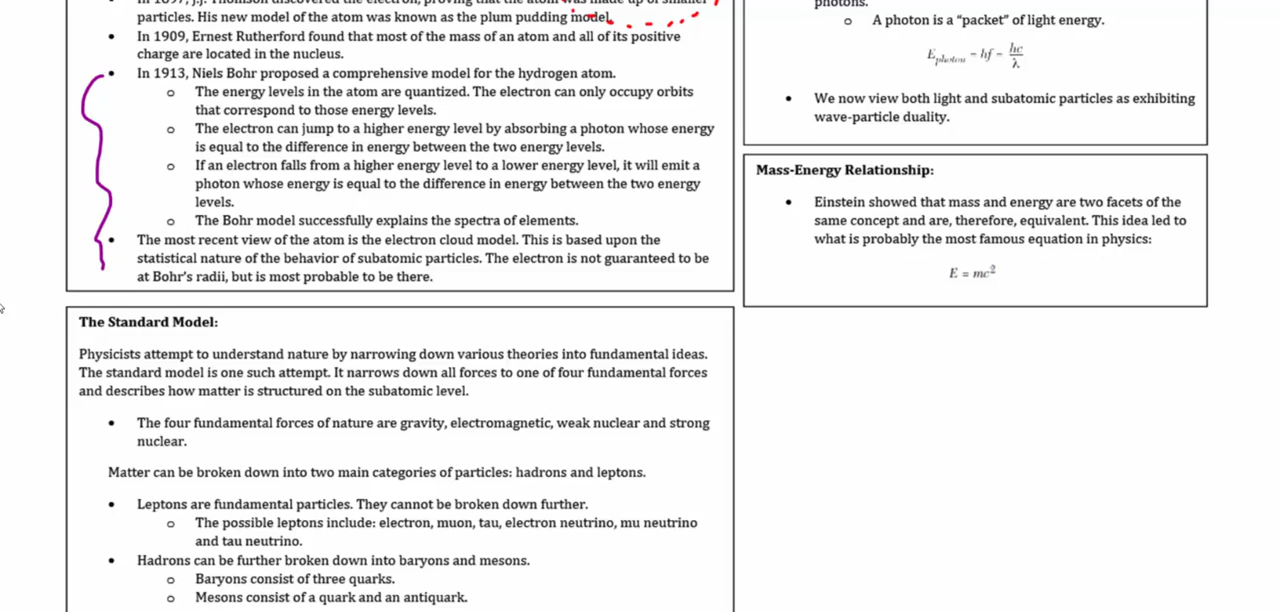 In 1897, J.J. Thomson discovered the electron, proving that the atom was made up of smaller
particles. His new model of the atom was known as the plum pudding model.
• In 1909, Ernest Rutherford found that most of the mass of an atom and all of its positive
charge are located in the nucleus.
• In 1913, Niels Bohr proposed a comprehensive model for the hydrogen atom.
o The energy levels in the atom are quantized. The electron can only occupy orbits
that correspond to those energy levels.
o The electron can jump to a higher energy level by absorbing a photon whose energy
is equal to the difference in energy between the two energy levels.
o If an electron falls from a higher energy level to a lower energy level, it will emit a
photon whose energy is equal to the difference in energy between the two energy
levels.
o The Bohr model successfully explains the spectra of elements.
• The most recent view of the atom is the electron cloud model. This is based upon the
statistical nature of the behavior of subatomic particles. The electron is not guaranteed to be
at Bohr's radii, but is most probable to be there.
The Standard Model:
Physicists attempt to understand nature by narrowing down various theories into fundamental ideas.
The standard model is one such attempt. It narrows down all forces to one of four fundamental forces
and describes how matter is structured on the subatomic level.
• The four fundamental forces of nature are gravity, electromagnetic, weak nuclear and strong
nuclear.
Matter can be broken down into two main categories of particles: hadrons and leptons.
• Leptons are fundamental particles. They cannot be broken down further.
o The possible leptons include: electron, muon, tau, electron neutrino, mu neutrino
and tau neutrino.
• Hadrons can be further broken down into baryons and mesons.
o Baryons consist of three quarks.
o Mesons consist of a quark and an antiquark.
photons.
o A photon is a “packet” of light energy.
E_photon = hf = hc/λ
• We now view both light and subatomic particles as exhibiting
wave-particle duality.
Mass-Energy Relationship:
• Einstein showed that mass and energy are two facets of the
same concept and are, therefore, equivalent. This idea led to
what is probably the most famous equation in physics:
E = mc²